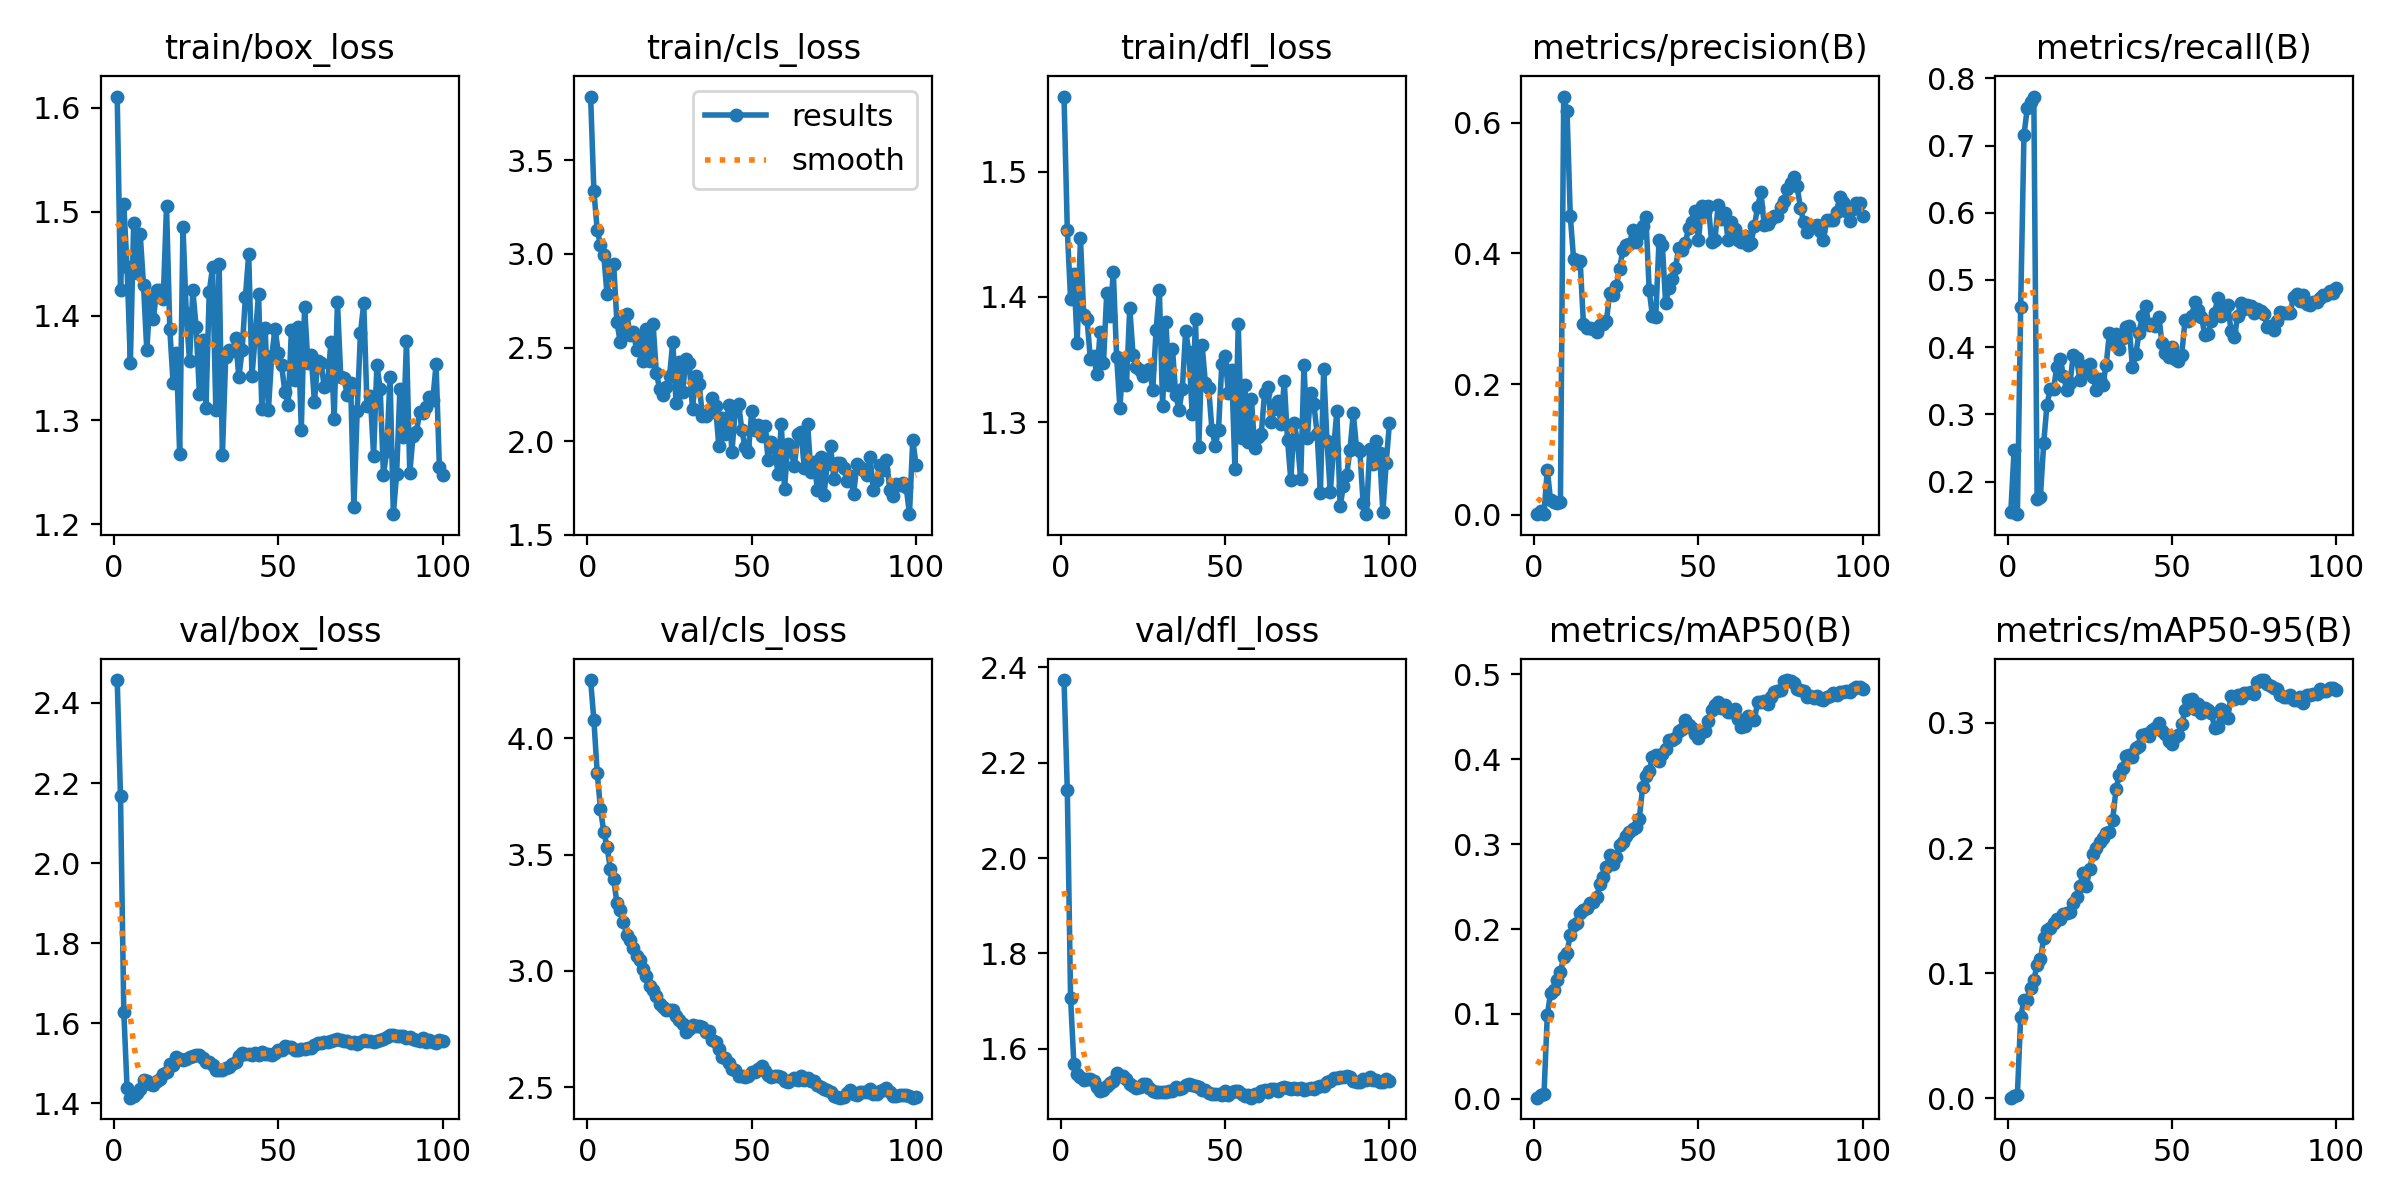 train/box_loss
1.6
1.5
1.4
1.3
1.2
0 50 100
train/cls_loss
results
smooth
3.5
3.0
2.5
2.0
1.5
0 50 100
train/dfl_loss
1.5
1.4
1.3
0 50 100
metrics/precision(B)
0.6
0.4
0.2
0.0
0 50 100
metrics/recall(B)
0.8
0.7
0.6
0.5
0.4
0.3
0.2
0 50 100
val/box_loss
2.4
2.2
2.0
1.8
1.6
1.4
0 50 100
val/cls_loss
4.0
3.5
3.0
2.5
0 50 100
val/dfl_loss
2.4
2.2
2.0
1.8
1.6
0 50 100
metrics/mAP50(B)
0.5
0.4
0.3
0.2
0.1
0.0
0 50 100
metrics/mAP50-95(B)
0.3
0.2
0.1
0.0
0 50 100